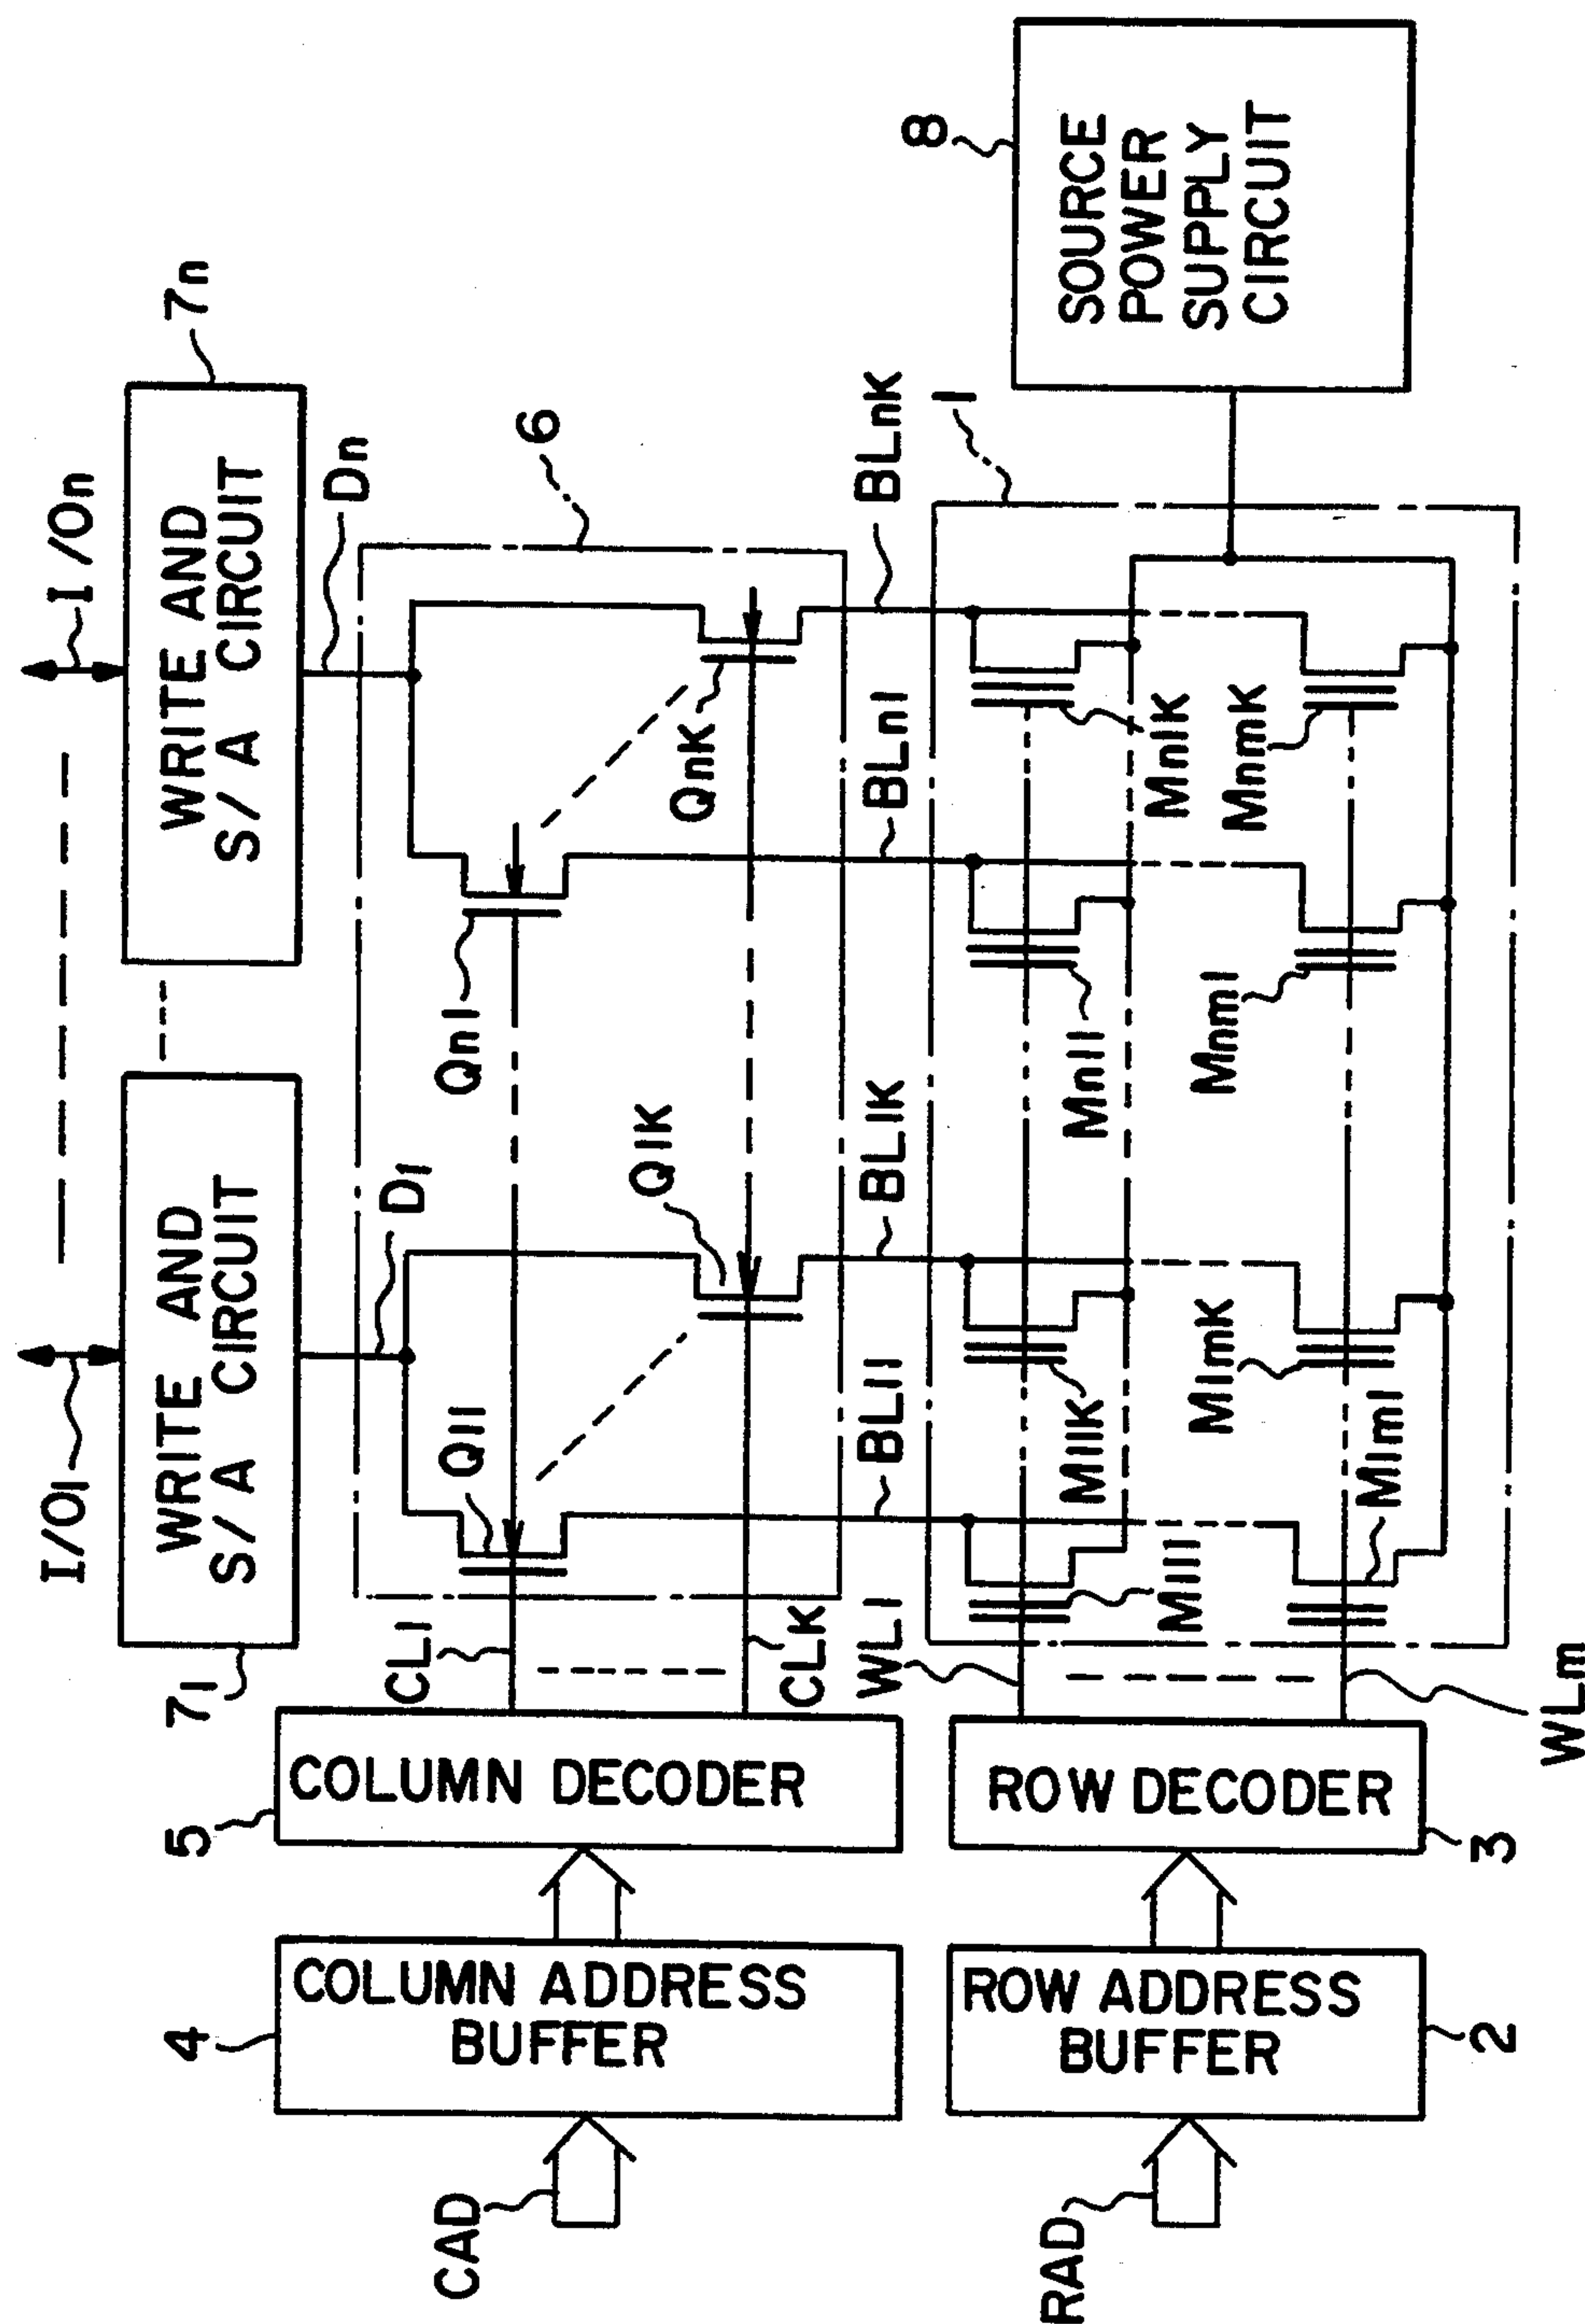 I/O1
I/On
71
WRITE AND
S/A CIRCUIT
7n
WRITE AND
S/A CIRCUIT
D1
Dn
6
Q11
Q1K
Qn1
QnK
CL1
CLK
5
COLUMN DECODER
4
COLUMN ADDRESS
BUFFER
CAD
BL11
BL1K
BLn1
BLnK
1
8
SOURCE
POWER
SUPPLY
CIRCUIT
WL1
WLm
M111
M11K
Mn11
Mn1K
M1m1
M1mK
Mnm1
MnmK
ROW DECODER
3
ROW ADDRESS
BUFFER
2
RAD